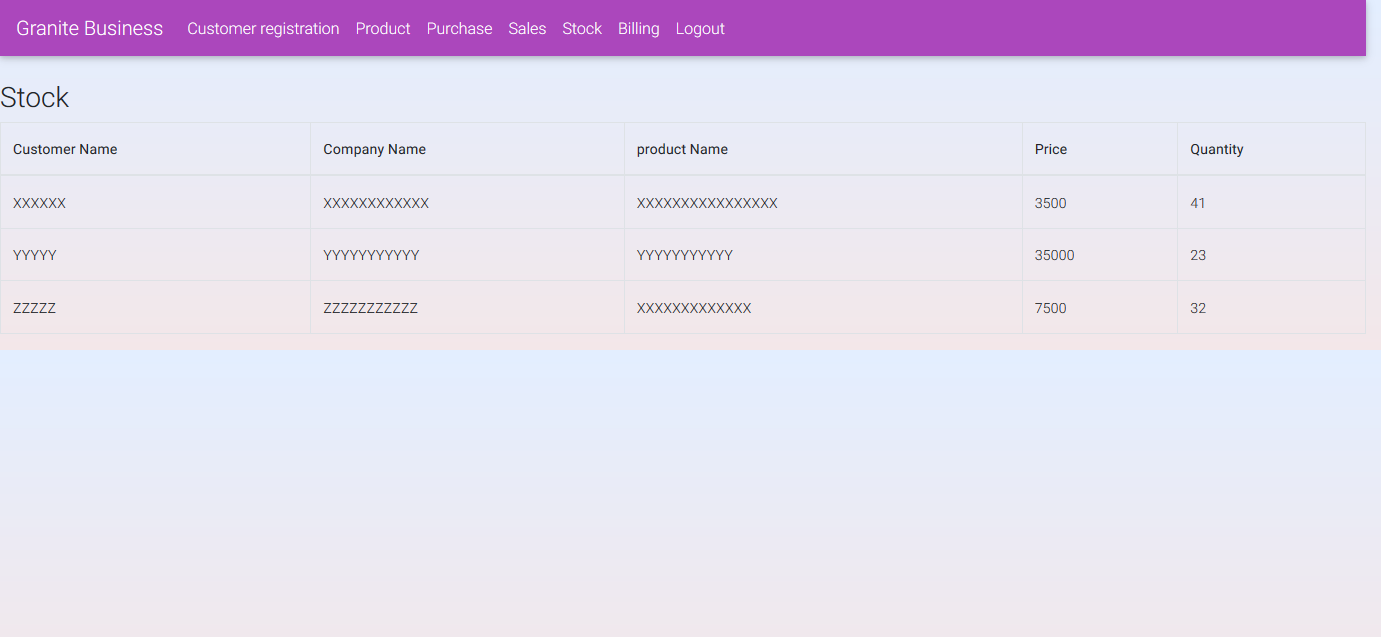 Granite Business Customer registration Product Purchase Sales Stock Billing Logout
Stock
Customer Name Company Name product Name Price Quantity
XXXXXX XXXXXXXXXXXX XXXXXXXXXXXXXXXX 3500 41
YYYYY YYYYYYYYYYY YYYYYYYYYYY 35000 23
ZZZZZ ZZZZZZZZZZZ XXXXXXXXXXXXX 7500 32